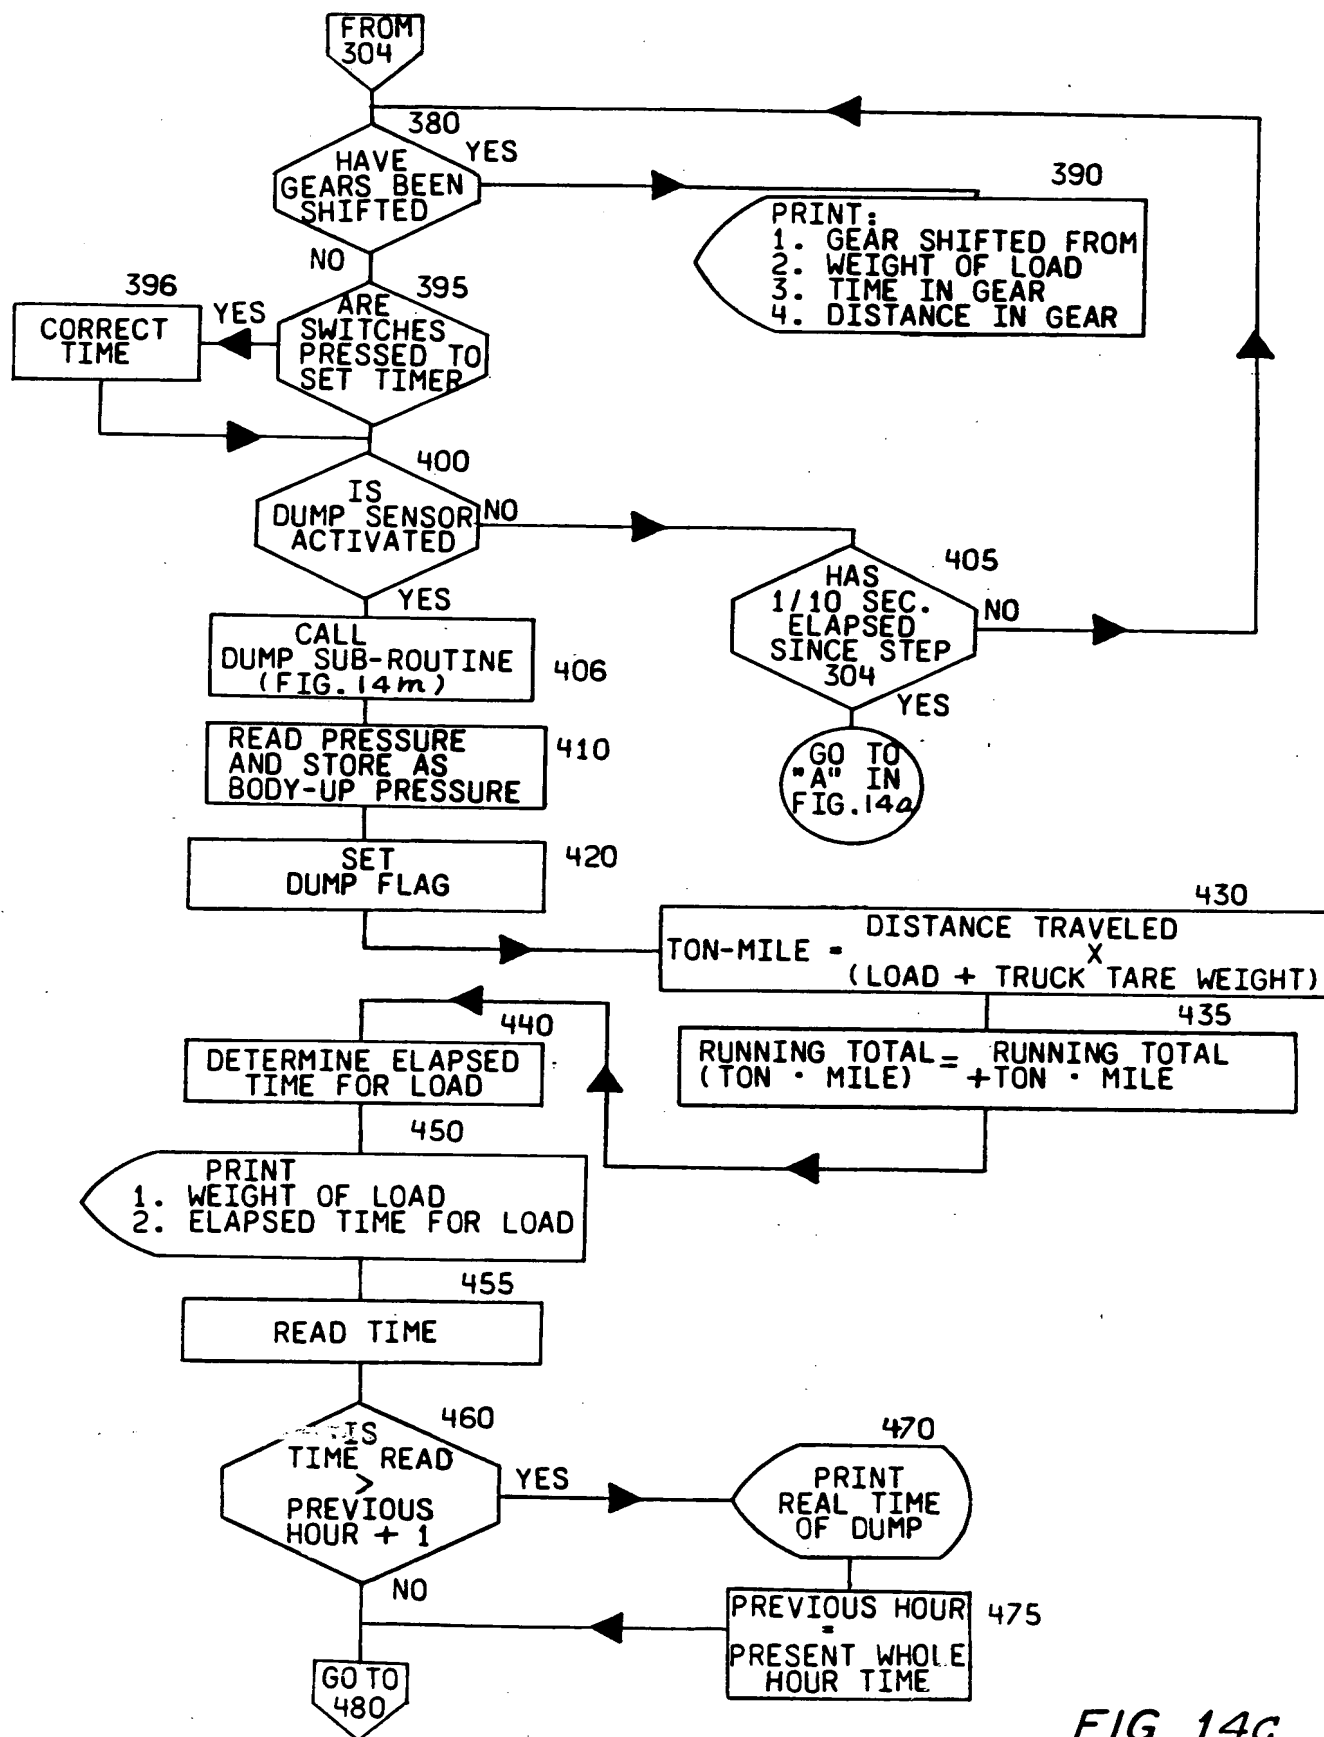 FROM
304
380
HAVE
GEARS BEEN
SHIFTED
YES
NO
390
PRINT:
1. GEAR SHIFTED FROM
2. WEIGHT OF LOAD
3. TIME IN GEAR
4. DISTANCE IN GEAR
396
CORRECT
TIME
YES
395
ARE
SWITCHES
PRESSED TO
SET TIMER
400
IS
DUMP SENSOR
ACTIVATED
NO
YES
405
HAS
1/10 SEC.
ELAPSED
SINCE STEP
304
NO
YES
GO TO
"A" IN
FIG.14a
CALL
DUMP SUB-ROUTINE
(FIG.14m)
406
READ PRESSURE
AND STORE AS
BODY-UP PRESSURE
410
SET
DUMP FLAG
420
430
DISTANCE TRAVELED
TON-MILE = X
(LOAD + TRUCK TARE WEIGHT)
435
RUNNING TOTAL = RUNNING TOTAL
(TON · MILE) +TON · MILE
440
DETERMINE ELAPSED
TIME FOR LOAD
450
PRINT
1. WEIGHT OF LOAD
2. ELAPSED TIME FOR LOAD
455
READ TIME
460
IS
TIME READ
>
PREVIOUS
HOUR + 1
YES
NO
470
PRINT
REAL TIME
OF DUMP
475
PREVIOUS HOUR
=
PRESENT WHOLE
HOUR TIME
GO TO
480
FIG. 14c